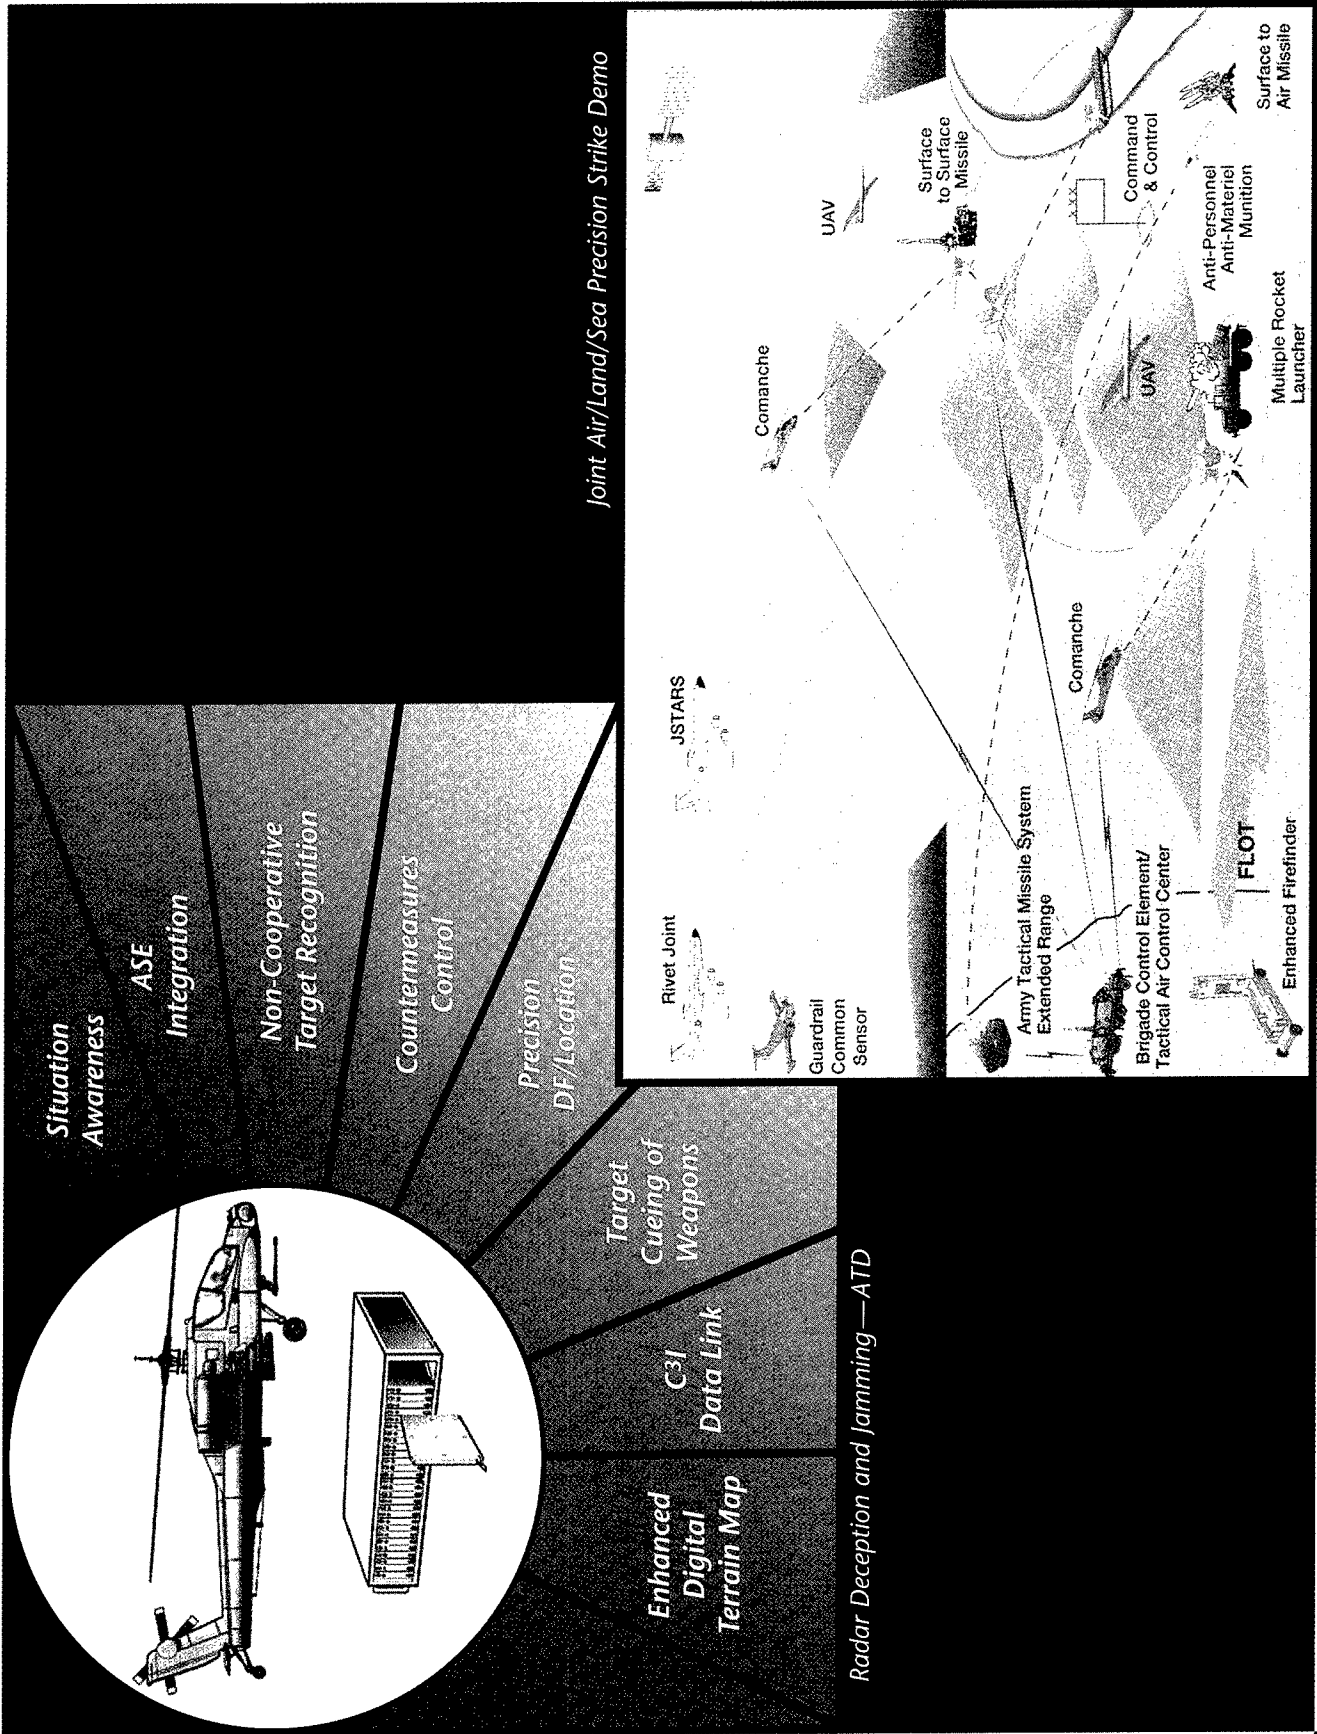 Situation
Awareness
ASE
Integration
Non-Cooperative
Target Recognition
Countermeasures
Control
Precision
DF/Location
Target
Cueing of
Weapons
C³I
Data Link
Enhanced
Digital
Terrain Map
Radar Deception and Jamming—ATD
Joint Air/Land/Sea Precision Strike Demo
Rivet Joint
JSTARS
Guardrail
Common
Sensor
Comanche
UAV
Surface
to Surface
Missile
Army Tactical Missile System
Extended Range
Comanche
Command
& Control
XXX
Brigade Control Element/
Tactical Air Control Center
UAV
Anti-Personnel
Anti-Materiel
Munition
FLOT
Enhanced Firefinder
Multiple Rocket
Launcher
Surface to
Air Missile